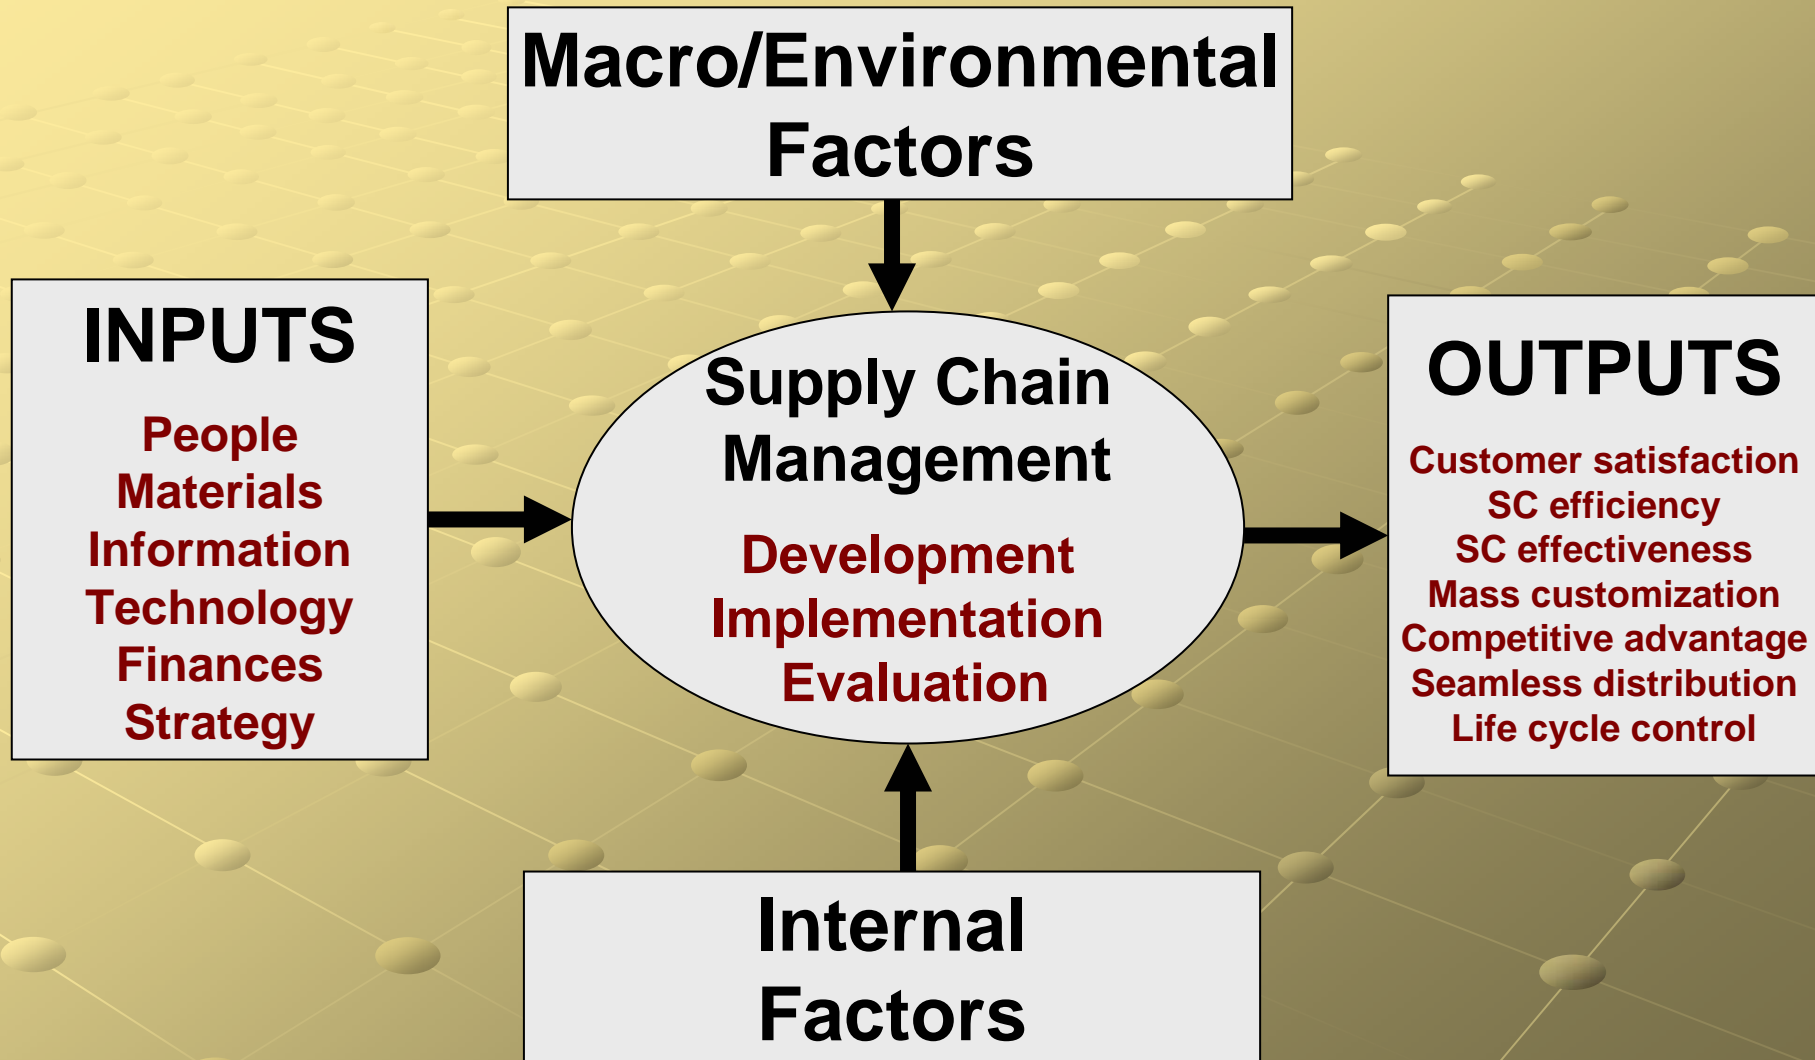 Macro/Environmental
Factors
INPUTS
People
Materials
Information
Technology
Finances
Strategy
Supply Chain
Management
Development
Implementation
Evaluation
OUTPUTS
Customer satisfaction
SC efficiency
SC effectiveness
Mass customization
Competitive advantage
Seamless distribution
Life cycle control
Internal
Factors